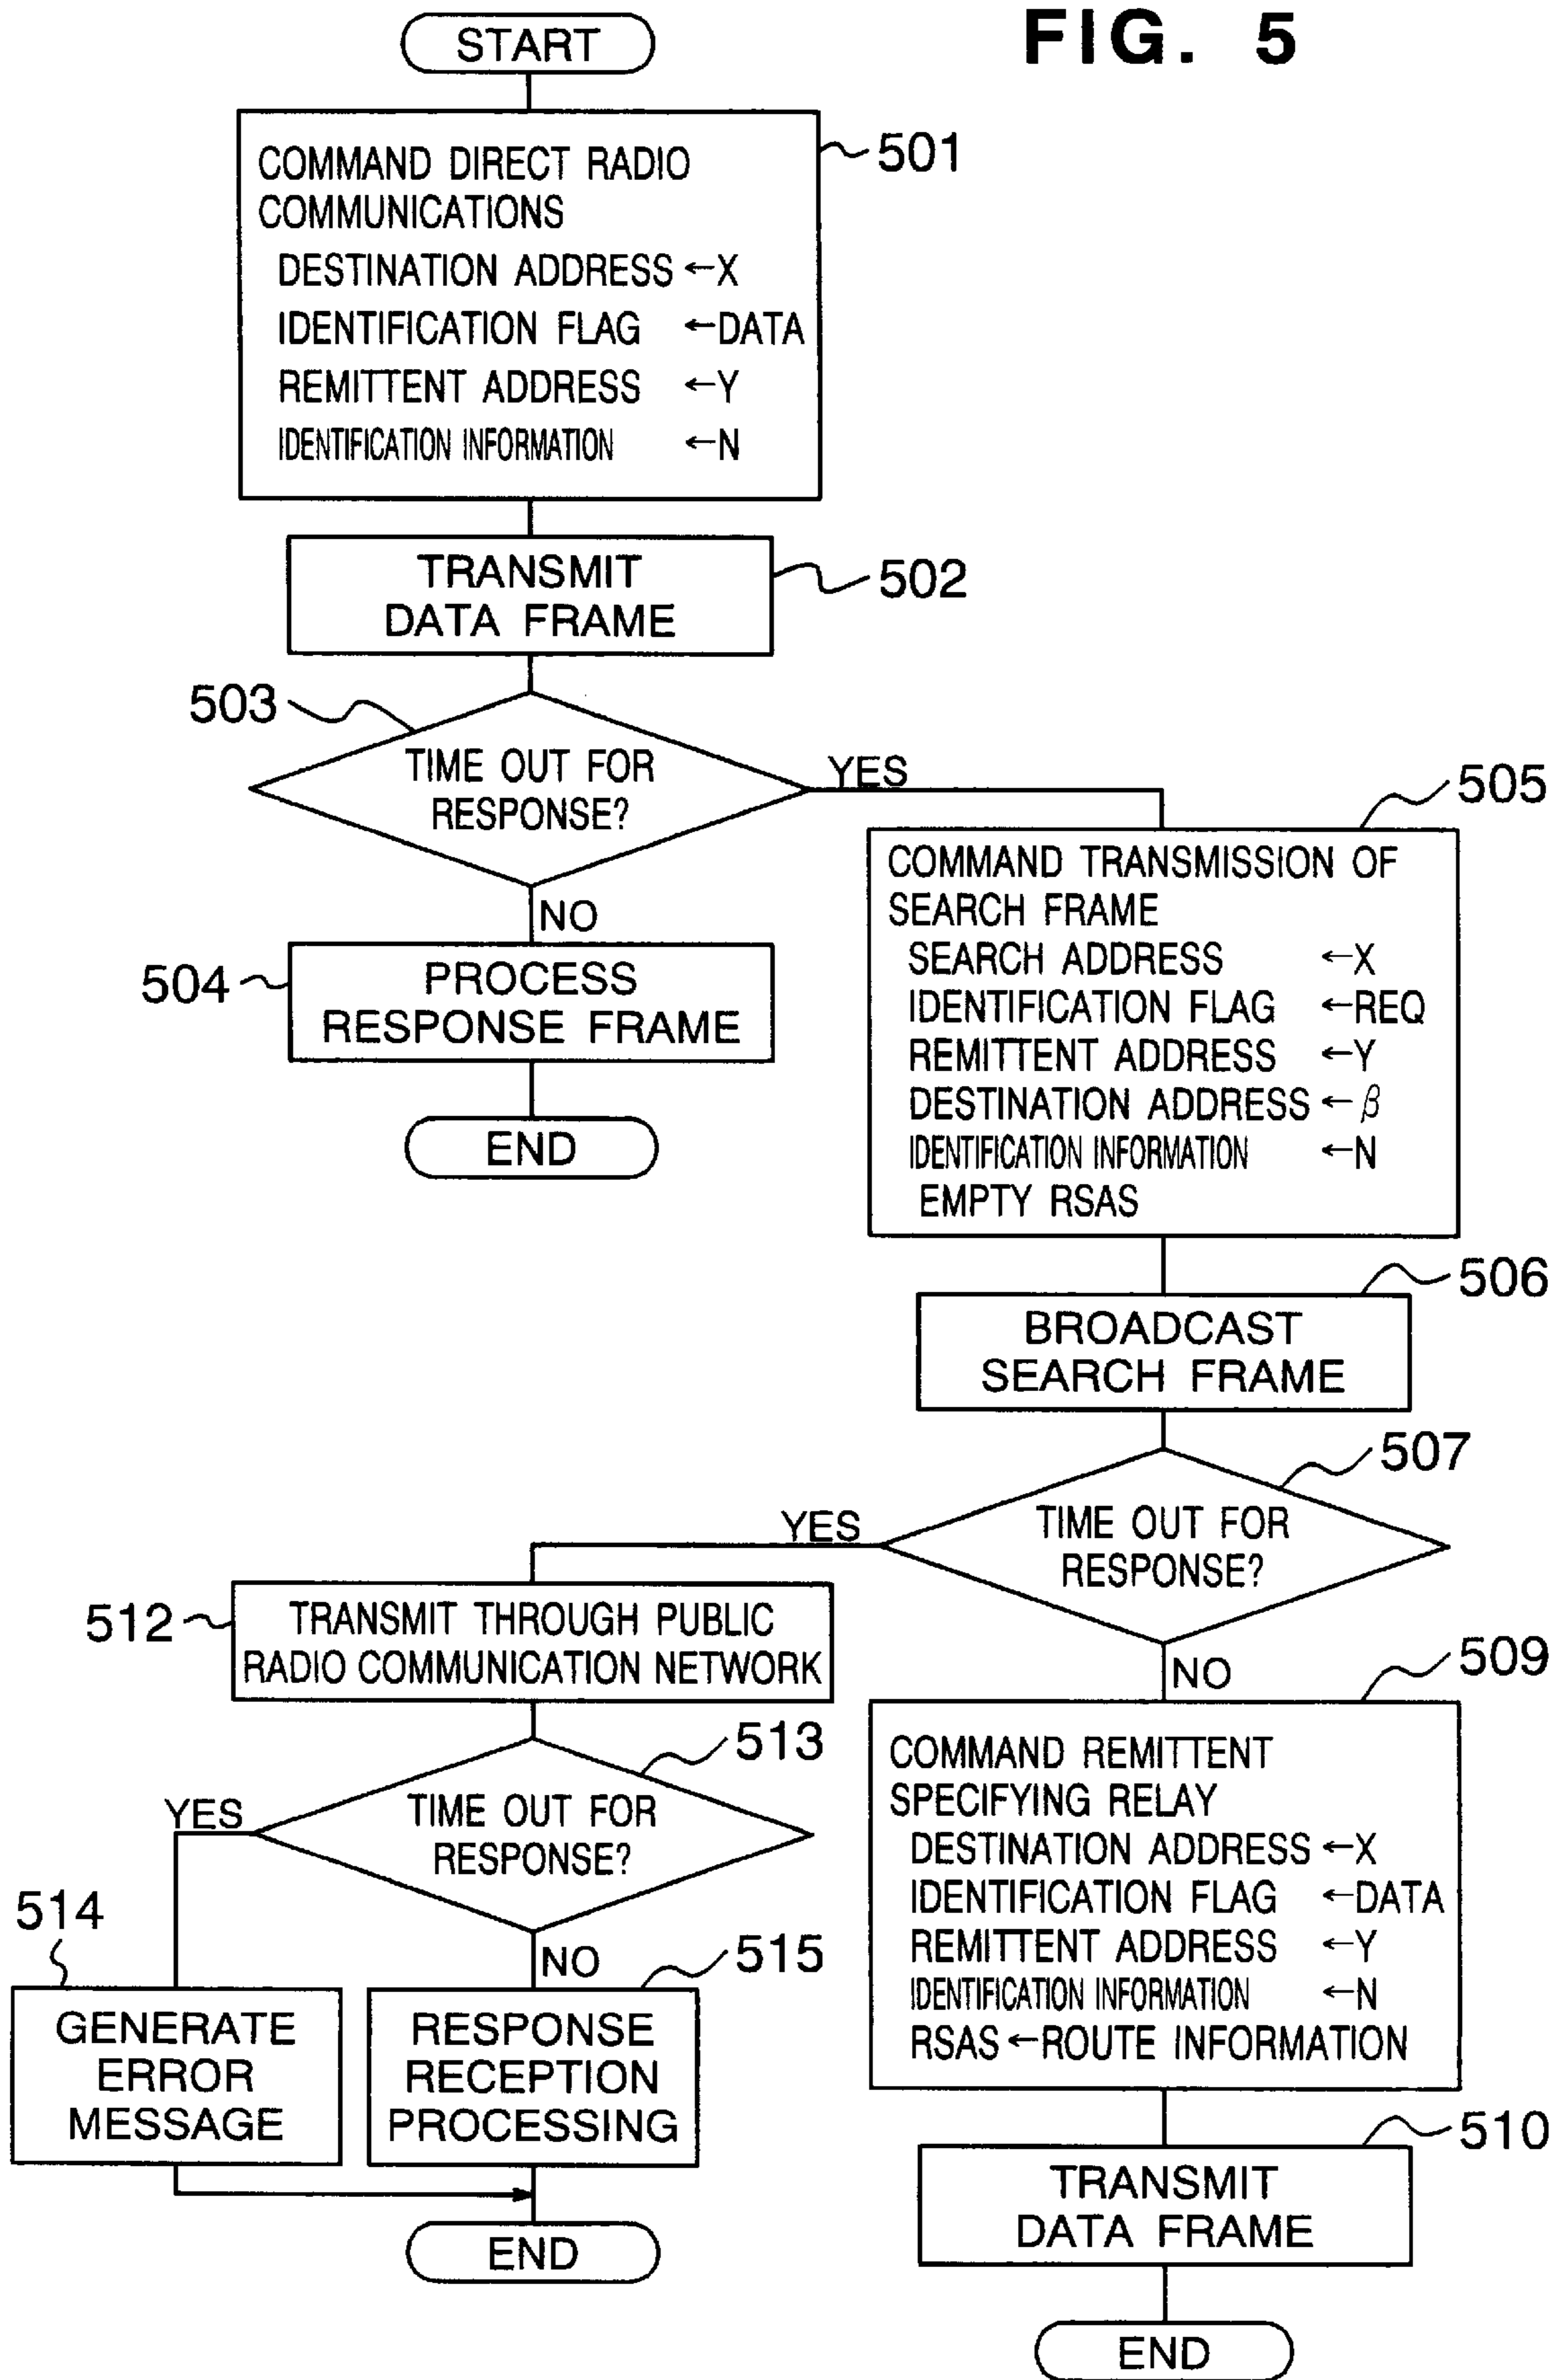 FIG. 5
START
501
COMMAND DIRECT RADIO
COMMUNICATIONS
DESTINATION ADDRESS ←X
IDENTIFICATION FLAG ←DATA
REMITTENT ADDRESS ←Y
IDENTIFICATION INFORMATION ←N
502
TRANSMIT
DATA FRAME
503
TIME OUT FOR
RESPONSE?
YES
NO
504
PROCESS
RESPONSE FRAME
END
505
COMMAND TRANSMISSION OF
SEARCH FRAME
SEARCH ADDRESS ←X
IDENTIFICATION FLAG ←REQ
REMITTENT ADDRESS ←Y
DESTINATION ADDRESS ←β
IDENTIFICATION INFORMATION ←N
EMPTY RSAS
506
BROADCAST
SEARCH FRAME
507
TIME OUT FOR
RESPONSE?
YES
NO
512
TRANSMIT THROUGH PUBLIC
RADIO COMMUNICATION NETWORK
513
TIME OUT FOR
RESPONSE?
YES
NO
514
GENERATE
ERROR
MESSAGE
515
RESPONSE
RECEPTION
PROCESSING
END
509
COMMAND REMITTENT
SPECIFYING RELAY
DESTINATION ADDRESS ←X
IDENTIFICATION FLAG ←DATA
REMITTENT ADDRESS ←Y
IDENTIFICATION INFORMATION ←N
RSAS ←ROUTE INFORMATION
510
TRANSMIT
DATA FRAME
END